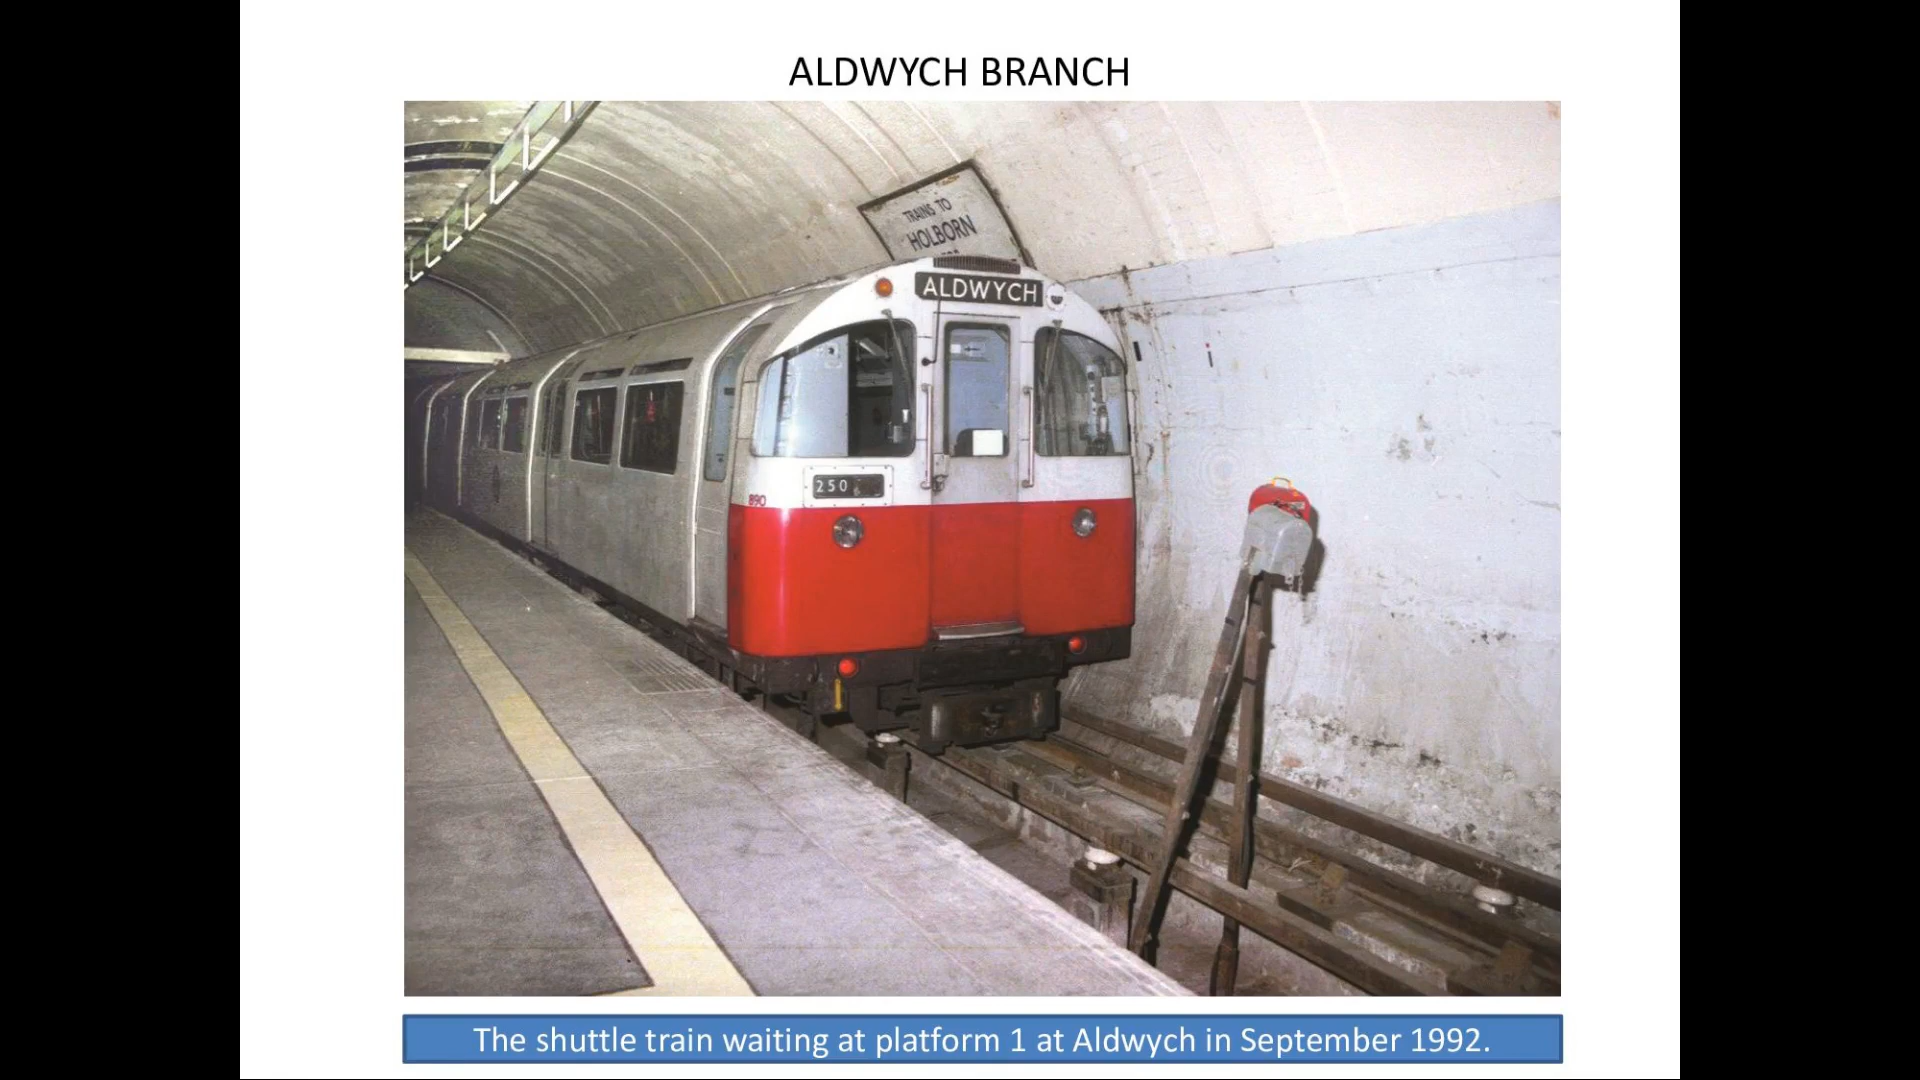 ALDWYCH BRANCH
TRAINS TO
HOLBORN
ALDWYCH
250
890
The shuttle train waiting at platform 1 at Aldwych in September 1992.